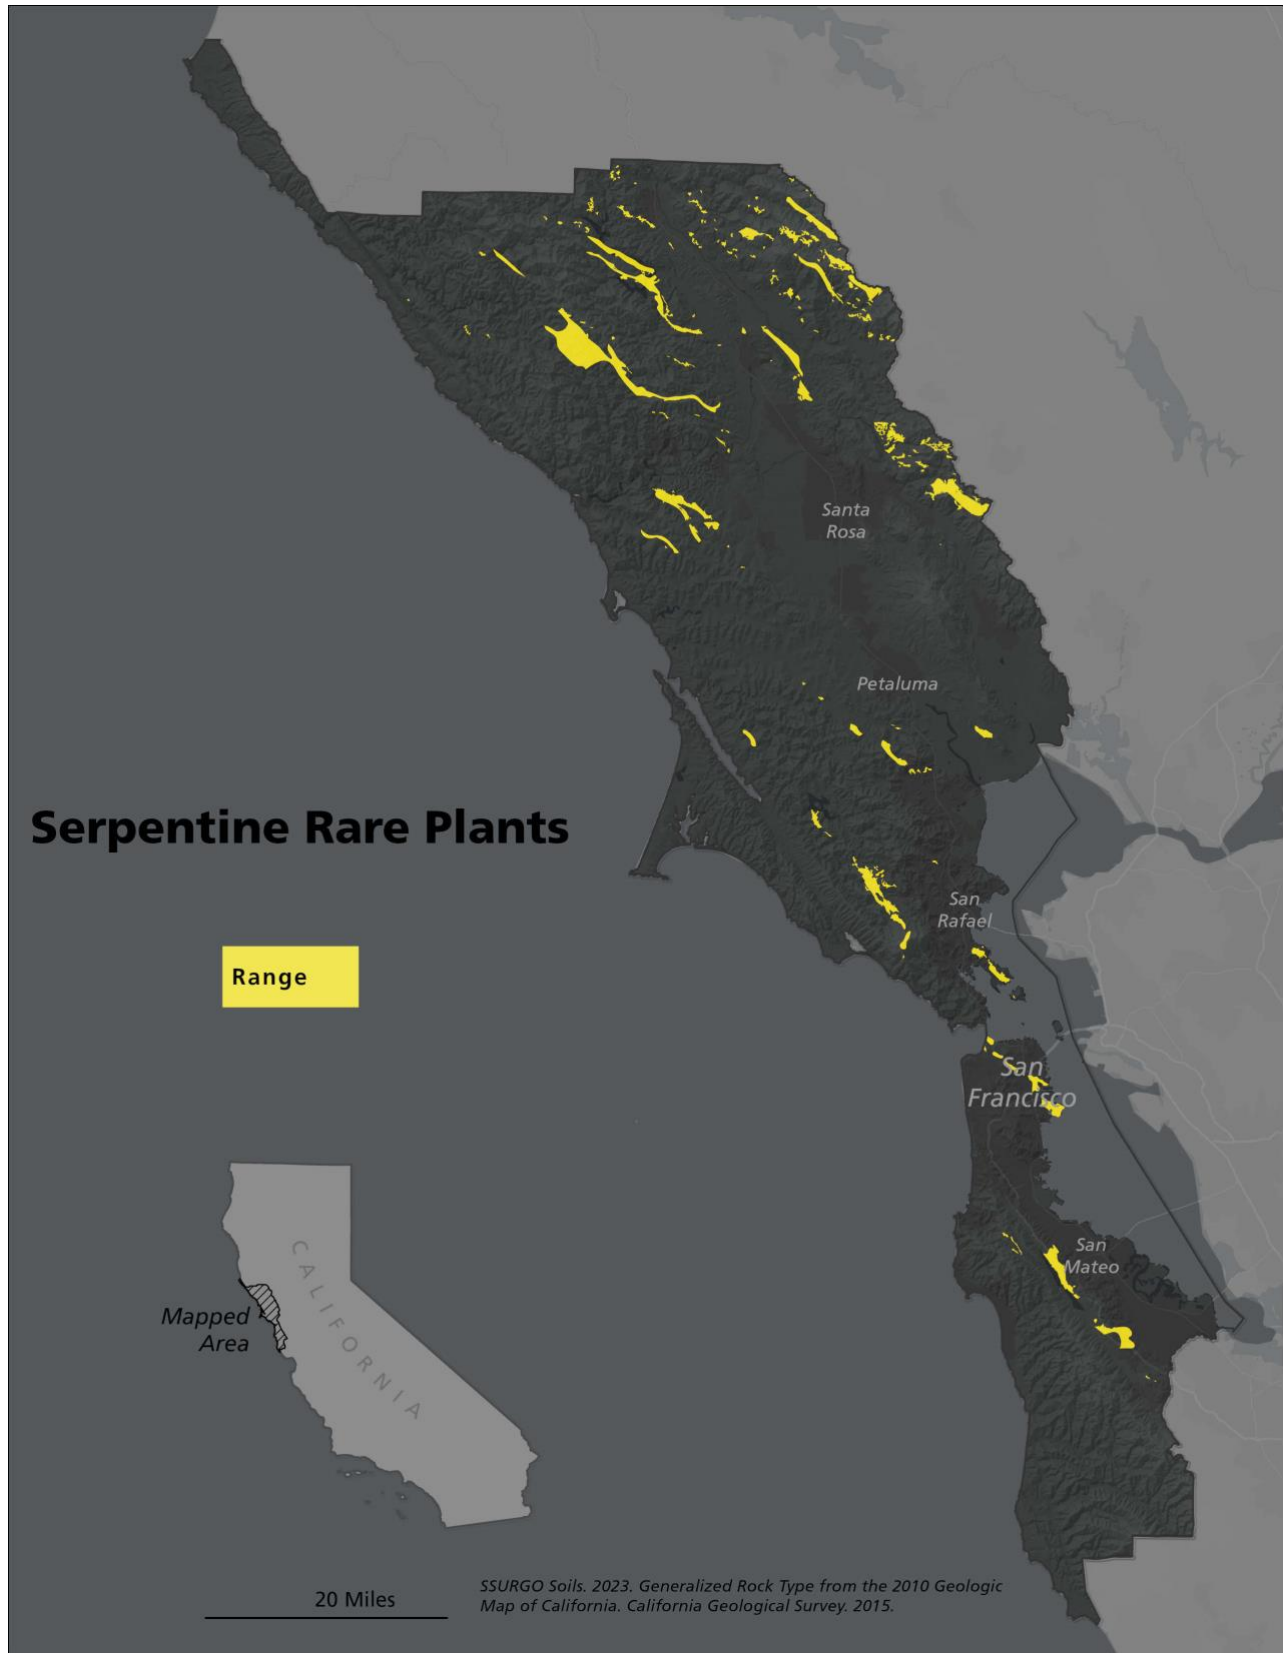 Santa
Rosa
Petaluma
Serpentine Rare Plants
San
Rafael
Range
San
Francisco
CALIFORNIA
San
Mateo
Mapped
Area
20 Miles
SSURGO Soils. 2023. Generalized Rock Type from the 2010 Geologic
Map of California. California Geological Survey. 2015.